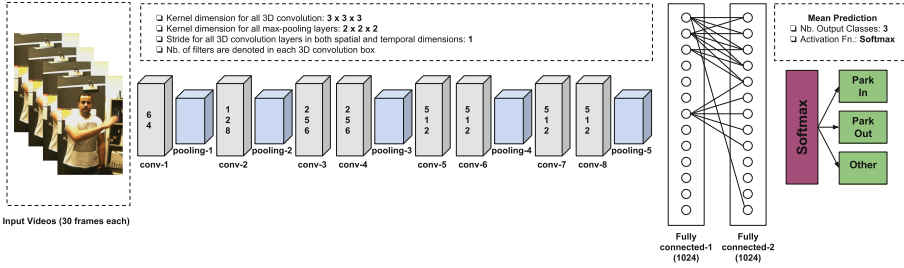 ❑ Kernel dimension for all 3D convolution: 3 x 3 x 3
❑ Kernel dimension for all max-pooling layers: 2 x 2 x 2
❑ Stride for all 3D convolution layers in both spatial and temporal dimensions: 1
❑ Nb. of filters are denoted in each 3D convolution box
Mean Prediction
❑ Nb. Output Classes: 3
❑ Activation Fn.: Softmax
64
128
256
256
512
512
512
512
pooling-1
pooling-2
pooling-3
pooling-4
pooling-5
conv-1
conv-2
conv-3
conv-4
conv-5
conv-6
conv-7
conv-8
Softmax
Park
In
Park
Out
Other
Input Videos (30 frames each)
Fully
connected-1
(1024)
Fully
connected-2
(1024)